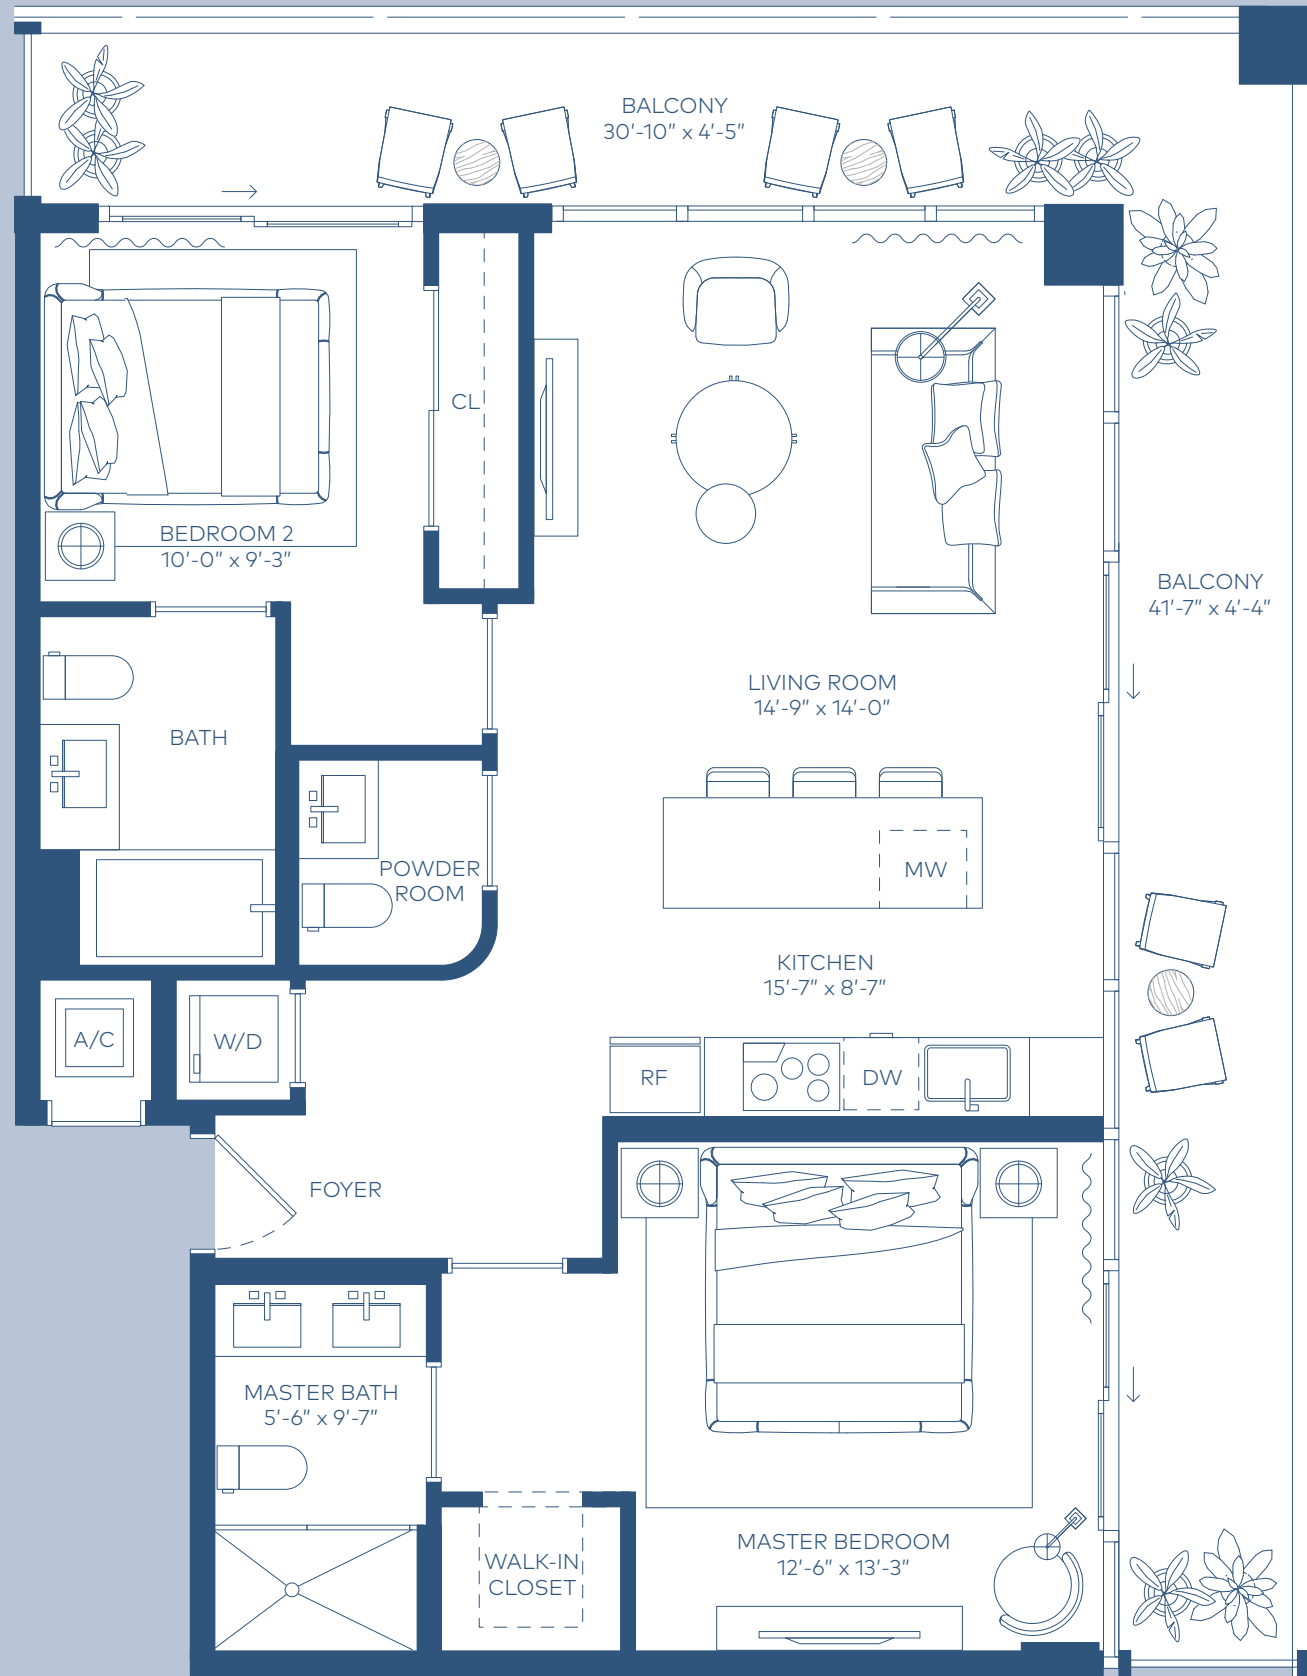 BALCONY
30'-10" x 4'-5"
CL
BEDROOM 2
10'-0" x 9'-3"
BALCONY
41'-7" x 4'-4"
LIVING ROOM
14'-9" x 14'-0"
BATH
POWDER
ROOM
MW
KITCHEN
15'-7" x 8'-7"
A/C
W/D
RF
DW
FOYER
MASTER BATH
5'-6" x 9'-7"
MASTER BEDROOM
12'-6" x 13'-3"
WALK-IN
CLOSET